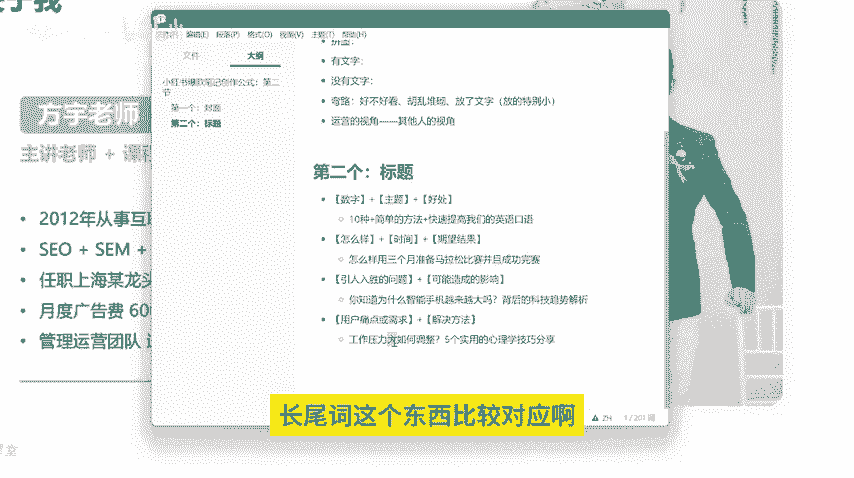 方宇老师
主讲老师 + 课程
2012年从事互联
SEO + SEM +
任职上海某龙头
月度广告费 60
管理运营团队
编辑(E) 段落(P) 格式(O) 视图(V) 主题(T) 帮助(H)
文件 大纲
小红书爆款笔记创作公式：第二
节
第一个：封面
第二个：标题
拼图：
有文字：
没有文字：
弯路：好不好看、胡乱堆砌、放了文字（放的特别小）
运营的视角------其他人的视角
第二个：标题
【数字】+【主题】+【好处】
10种+简单的方法+快速提高我们的英语口语
【怎么样】+【时间】+【期望结果】
怎么样用三个月准备马拉松比赛并且成功完赛
【引人入胜的问题】+【可能造成的影响】
你知道为什么智能手机越来越大吗？背后的科技趋势解析
【用户痛点或需求】+【解决方法】
工作压力大如何调整？5个实用的心理学技巧分享
ZH 1 / 201 词
长尾词这个东西比较对应啊